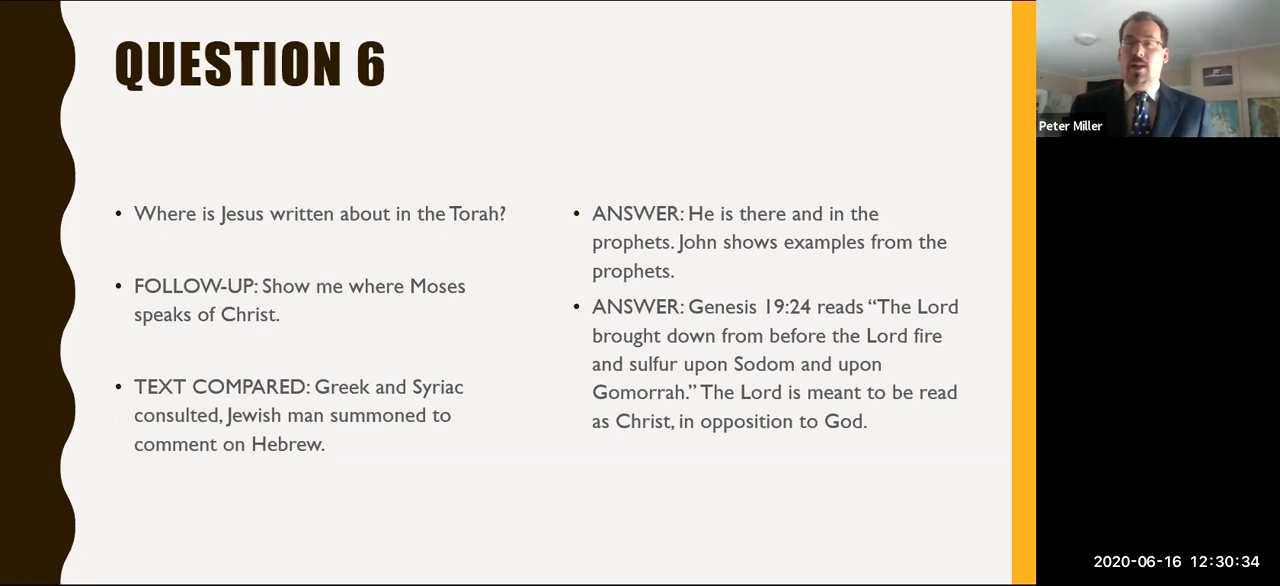 QUESTION 6
• Where is Jesus written about in the Torah?
• FOLLOW-UP: Show me where Moses
speaks of Christ.
• TEXT COMPARED: Greek and Syriac
consulted, Jewish man summoned to
comment on Hebrew.
• ANSWER: He is there and in the
prophets. John shows examples from the
prophets.
• ANSWER: Genesis 19:24 reads “The Lord
brought down from before the Lord fire
and sulfur upon Sodom and upon
Gomorrah.” The Lord is meant to be read
as Christ, in opposition to God.
Peter Miller
2020-06-16 12:30:34